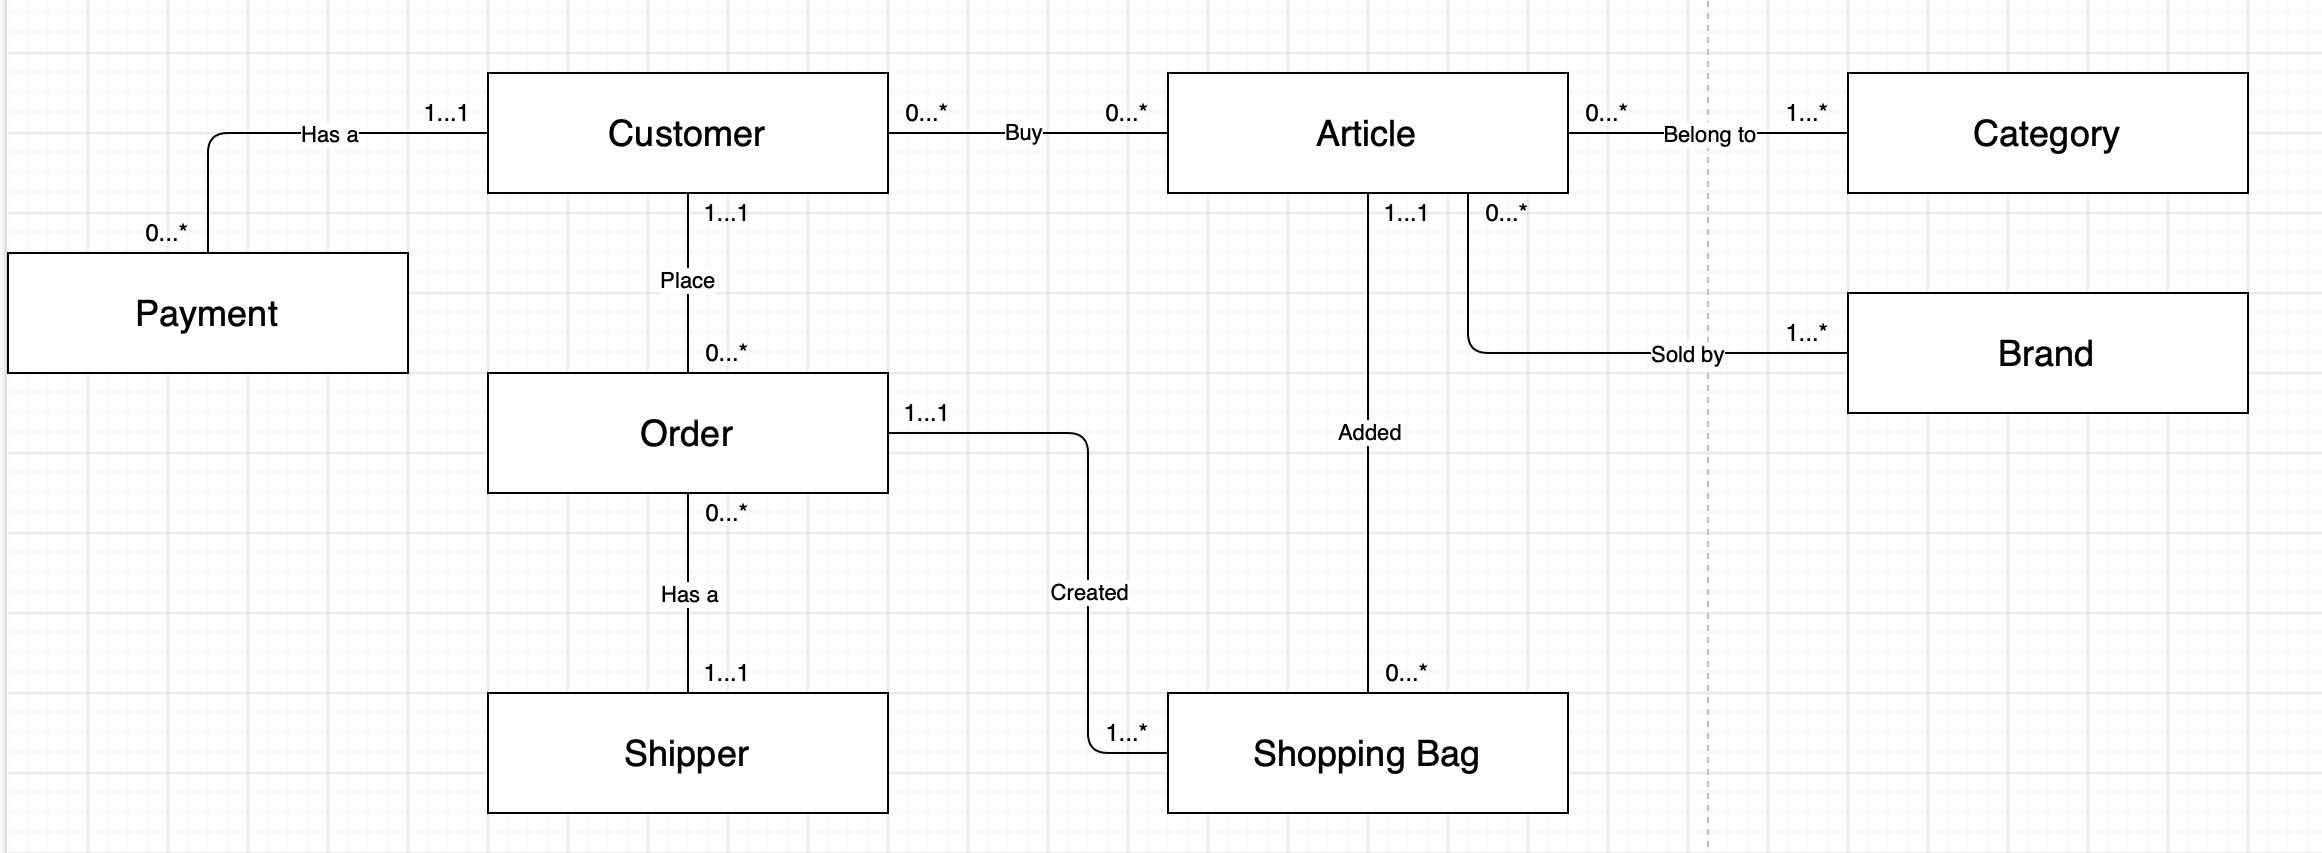 1...1
Customer
0...*
Buy
0...*
Article
0...*
Belong to
1...*
Category
Has a
0...*
Payment
1...1
Place
0...*
1...1
0...*
Sold by
1...*
Brand
Order
1...1
Added
0...*
Has a
1...1
Created
1...*
0...*
Shipper
Shopping Bag